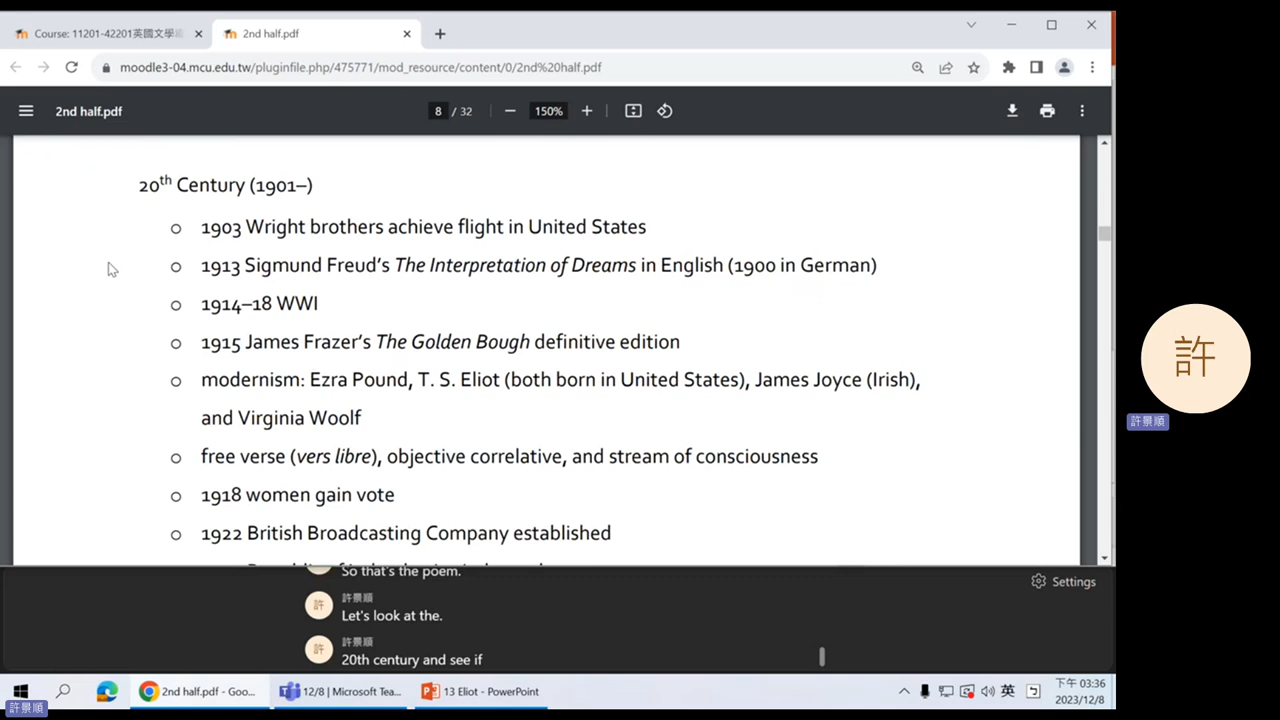 Course: 11201-42201英國文學
2nd half.pdf
moodle3-04.mcu.edu.tw/pluginfile.php/475771/mod_resource/content/0/2nd%20half.pdf
2nd half.pdf
8 / 32
150%
20th Century (1901–)
1903 Wright brothers achieve flight in United States
1913 Sigmund Freud's The Interpretation of Dreams in English (1900 in German)
1914–18 WWI
1915 James Frazer's The Golden Bough definitive edition
modernism: Ezra Pound, T. S. Eliot (both born in United States), James Joyce (Irish),
and Virginia Woolf
free verse (vers libre), objective correlative, and stream of consciousness
1918 women gain vote
1922 British Broadcasting Company established
許
許景順
So that's the poem.
Settings
許
許景順
Let's look at the.
許
許景順
20th century and see if
2nd half.pdf - Goo...
12/8 | Microsoft Tea...
13 Eliot - PowerPoint
英
下午 03:36
2023/12/8
許景順